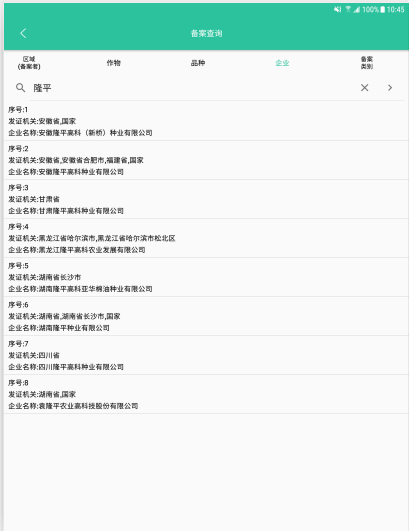 100% 10:45
备案查询
区域
(备案者)
作物
品种
企业
备案
类别
隆平
序号:1
发证机关:安徽省,国家
企业名称:安徽隆平高科（新桥）种业有限公司
序号:2
发证机关:安徽省,安徽省合肥市,福建省,国家
企业名称:安徽隆平高科种业有限公司
序号:3
发证机关:甘肃省
企业名称:甘肃隆平高科种业有限公司
序号:4
发证机关:黑龙江省哈尔滨市,黑龙江省哈尔滨市松北区
企业名称:黑龙江隆平高科农业发展有限公司
序号:5
发证机关:湖南省长沙市
企业名称:湖南隆平高科亚华棉油种业有限公司
序号:6
发证机关:湖南省,湖南省长沙市,国家
企业名称:湖南隆平种业有限公司
序号:7
发证机关:四川省
企业名称:四川隆平高科种业有限公司
序号:8
发证机关:湖南省,国家
企业名称:袁隆平农业高科技股份有限公司